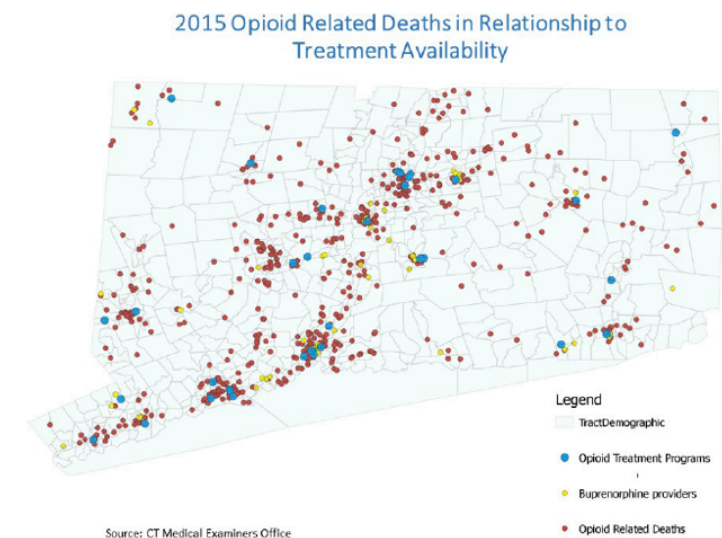 2015 Opioid Related Deaths in Relationship to
Treatment Availability
Legend
TractDemographic
Opioid Treatment Programs
Buprenorphine providers
Opioid Related Deaths
Source: CT Medical Examiners Office